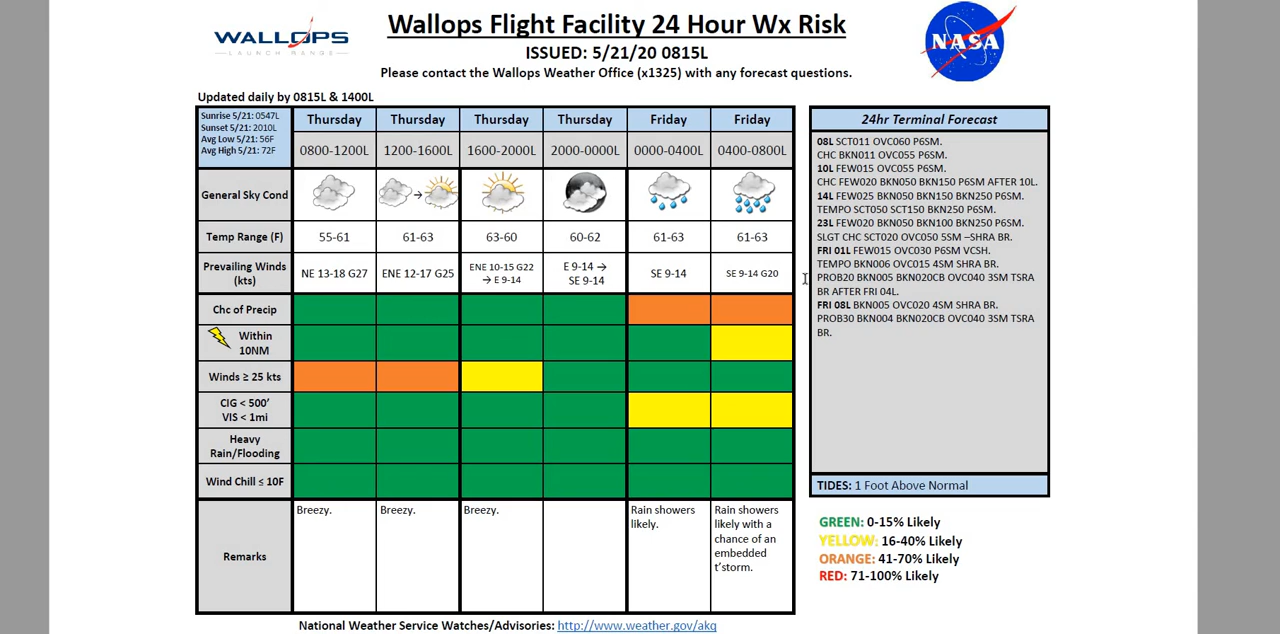 WALLOPS
LAUNCH RANGE
Wallops Flight Facility 24 Hour Wx Risk
ISSUED: 5/21/20 0815L
Please contact the Wallops Weather Office (x1325) with any forecast questions.
NASA
Updated daily by 0815L & 1400L
Sunrise 5/21: 0547L
Sunset 5/21: 2010L
Avg Low 5/21: 56F
Avg High 5/21: 72F
Thursday Thursday Thursday Thursday Friday Friday
0800-1200L 1200-1600L 1600-2000L 2000-0000L 0000-0400L 0400-0800L
General Sky Cond
Temp Range (F) 55-61 61-63 63-60 60-62 61-63 61-63
Prevailing Winds (kts) NE 13-18 G27 ENE 12-17 G25 ENE 10-15 G22 → E 9-14 E 9-14 → SE 9-14 SE 9-14 SE 9-14 G20
Chc of Precip
Within
10NM
Winds ≥ 25 kts
CIG < 500'
VIS < 1mi
Heavy
Rain/Flooding
Wind Chill ≤ 10F
Remarks
Breezy.
Breezy.
Breezy.
Rain showers
likely.
Rain showers
likely with a
chance of an
embedded
t'storm.
National Weather Service Watches/Advisories: http://www.weather.gov/akq
24hr Terminal Forecast
08L SCT011 OVC060 P6SM.
CHC BKN011 OVC055 P6SM.
10L FEW015 OVC055 P6SM.
CHC FEW020 BKN050 BKN150 P6SM AFTER 10L.
14L FEW025 BKN050 BKN150 BKN250 P6SM.
TEMPO SCT050 SCT150 BKN250 P6SM.
23L FEW020 BKN050 BKN100 BKN250 P6SM.
SLGT CHC SCT020 OVC050 5SM –SHRA BR.
FRI 01L FEW015 OVC030 P6SM VCSH.
TEMPO BKN006 OVC015 4SM SHRA BR.
PROB20 BKN005 BKN020CB OVC040 3SM TSRA
BR AFTER FRI 04L.
FRI 08L BKN005 OVC020 4SM SHRA BR.
PROB30 BKN004 BKN020CB OVC040 3SM TSRA
BR.
TIDES: 1 Foot Above Normal
GREEN: 0-15% Likely
YELLOW: 16-40% Likely
ORANGE: 41-70% Likely
RED: 71-100% Likely